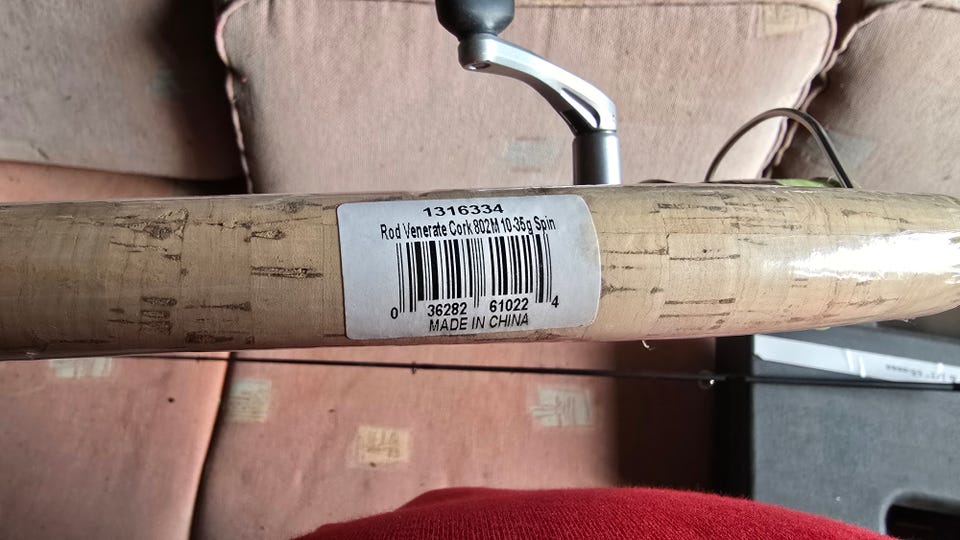 1316334
Rod Venerate Cork 802M 10-35g Spin
0 36282 61022 4
MADE IN CHINA